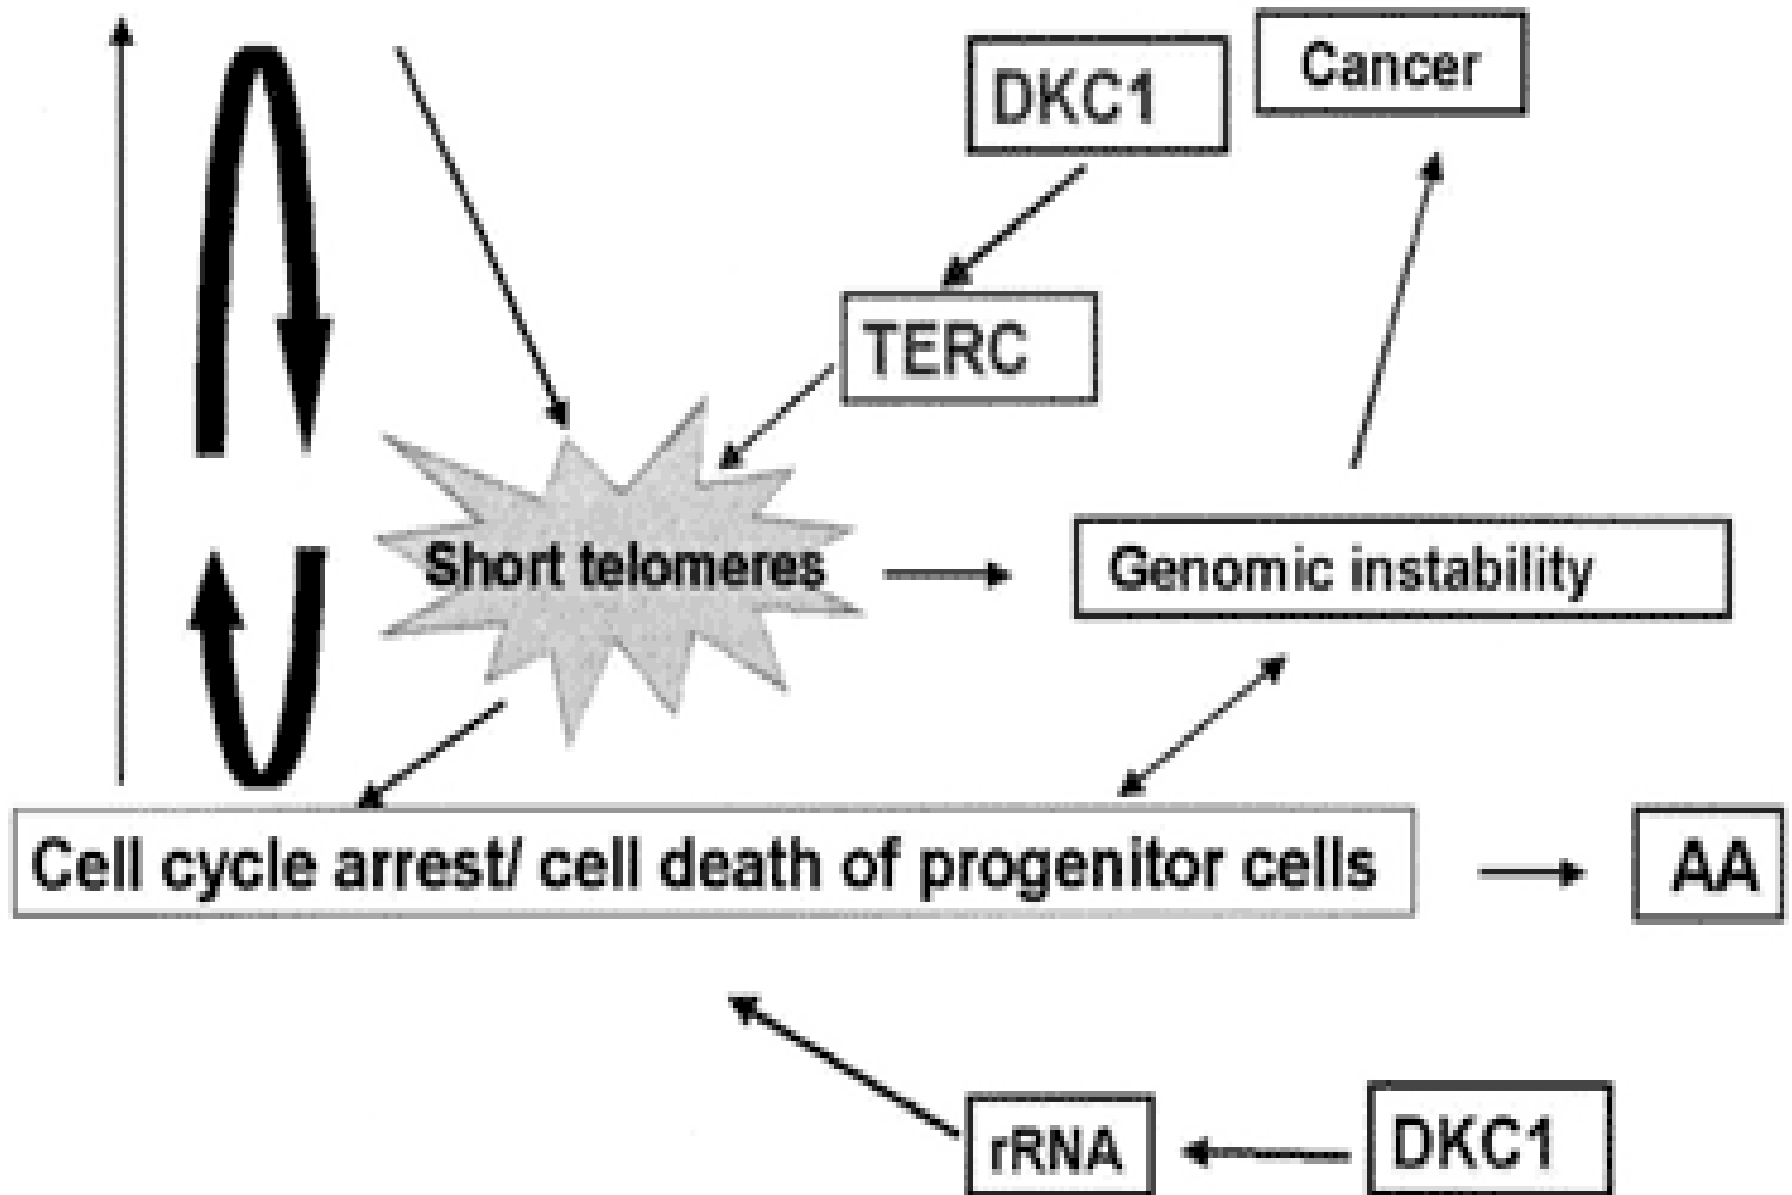 DKC1
Cancer
TERC
Short telomeres
Genomic instability
Cell cycle arrest/ cell death of progenitor cells
AA
rRNA
DKC1